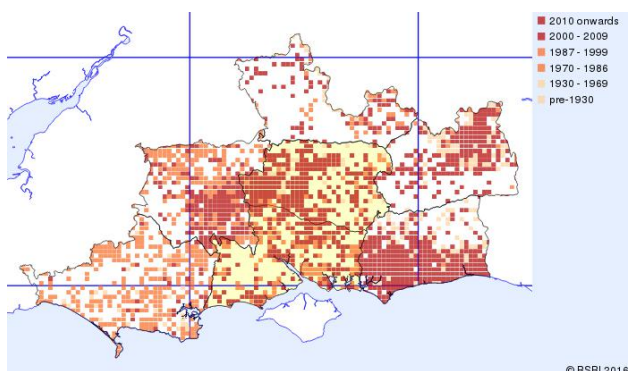 2010 onwards
2000 - 2009
1987 - 1999
1970 - 1986
1930 - 1969
pre-1930
© BSBI 2016